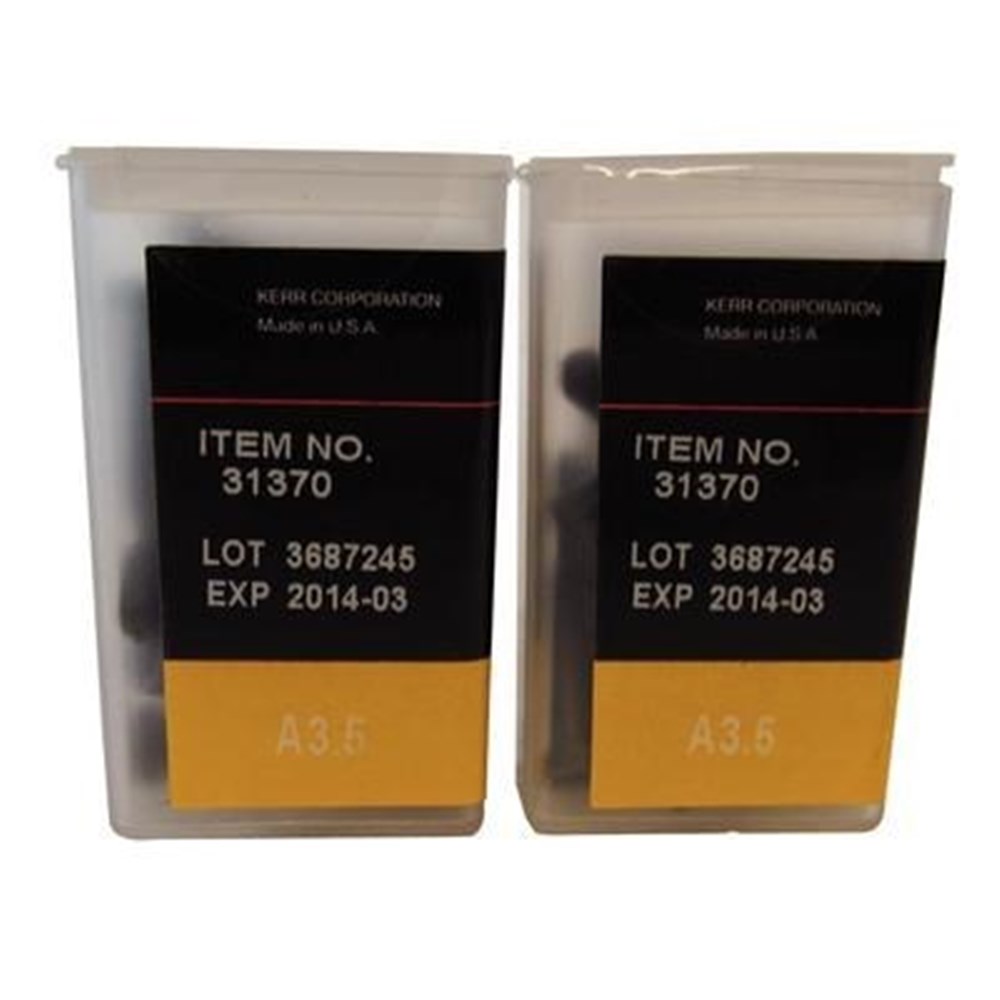 KERR CORPORATION
Made in U.S.A.
ITEM NO.
31370
LOT 3687245
EXP 2014-03
A3.5
KERR CORPORATION
Made in U.S.A
ITEM NO.
31370
LOT 3687245
EXP 2014-03
A3.5